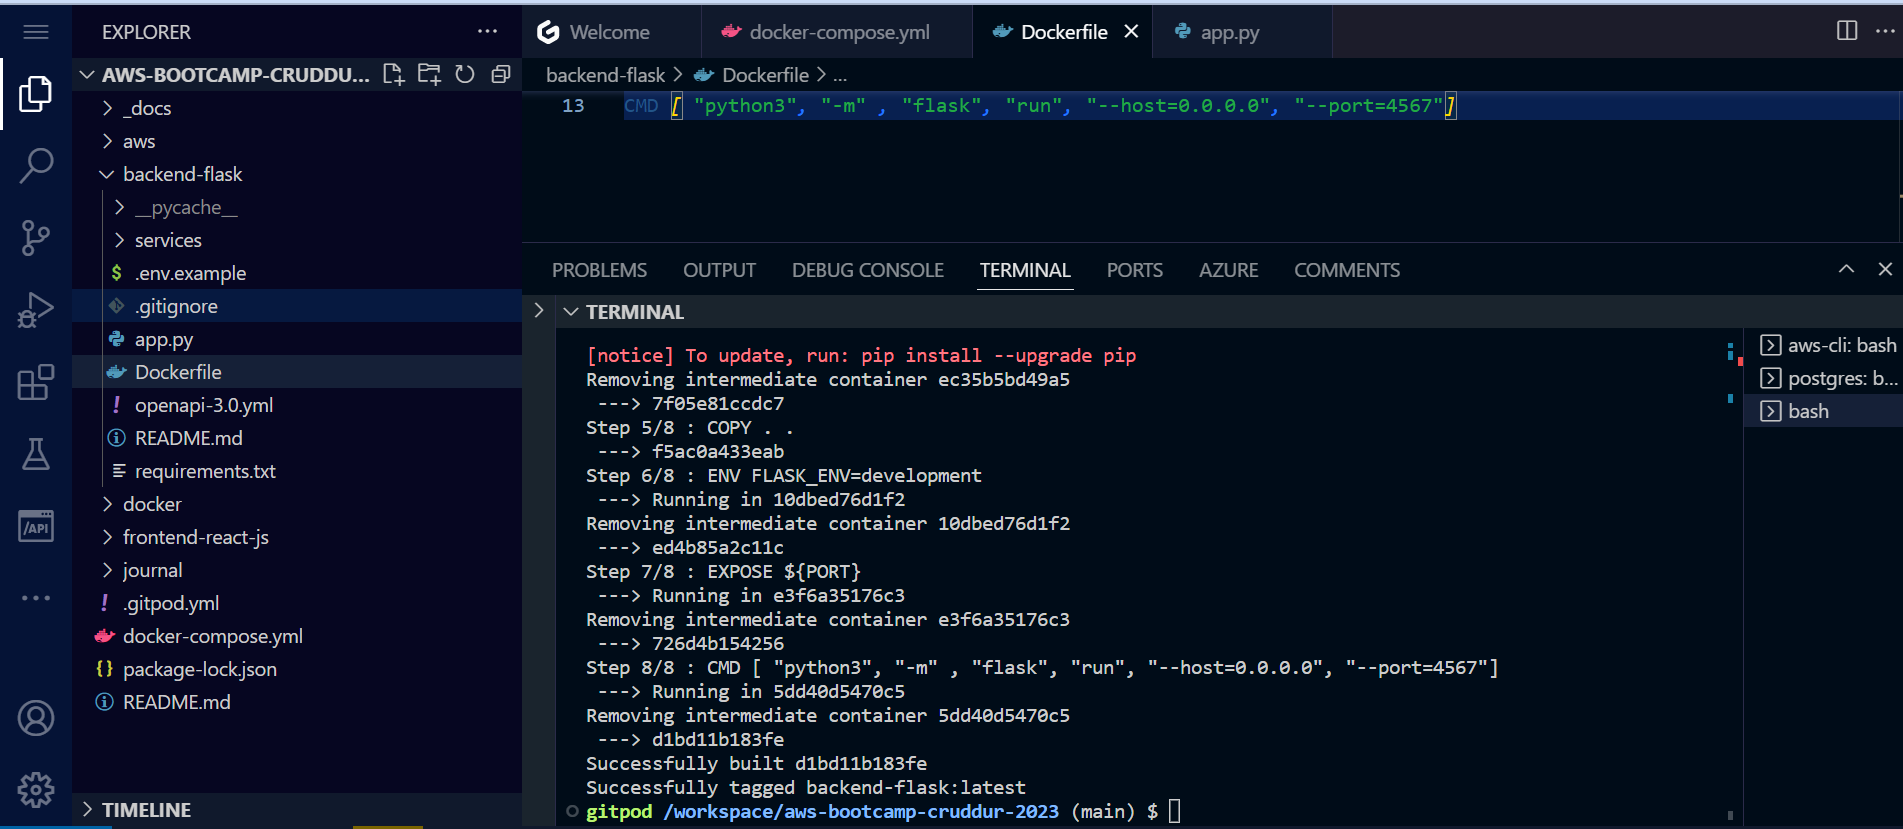 EXPLORER
AWS-BOOTCAMP-CRUDDU...
_docs
aws
backend-flask
__pycache__
services
$ .env.example
.gitignore
app.py
Dockerfile
! openapi-3.0.yml
README.md
requirements.txt
docker
frontend-react-js
journal
! .gitpod.yml
docker-compose.yml
{} package-lock.json
README.md
TIMELINE
/API
Welcome
docker-compose.yml
Dockerfile
app.py
backend-flask > Dockerfile > ...
13 CMD [ "python3", "-m" , "flask", "run", "--host=0.0.0.0", "--port=4567"]
PROBLEMS OUTPUT DEBUG CONSOLE TERMINAL PORTS AZURE COMMENTS
TERMINAL
[notice] To update, run: pip install --upgrade pip
Removing intermediate container ec35b5bd49a5
---> 7f05e81ccdc7
Step 5/8 : COPY . .
---> f5ac0a433eab
Step 6/8 : ENV FLASK_ENV=development
---> Running in 10dbed76d1f2
Removing intermediate container 10dbed76d1f2
---> ed4b85a2c11c
Step 7/8 : EXPOSE ${PORT}
---> Running in e3f6a35176c3
Removing intermediate container e3f6a35176c3
---> 726d4b154256
Step 8/8 : CMD [ "python3", "-m" , "flask", "run", "--host=0.0.0.0", "--port=4567"]
---> Running in 5dd40d5470c5
Removing intermediate container 5dd40d5470c5
---> d1bd11b183fe
Successfully built d1bd11b183fe
Successfully tagged backend-flask:latest
gitpod /workspace/aws-bootcamp-cruddur-2023 (main) $
aws-cli: bash
postgres: b...
bash